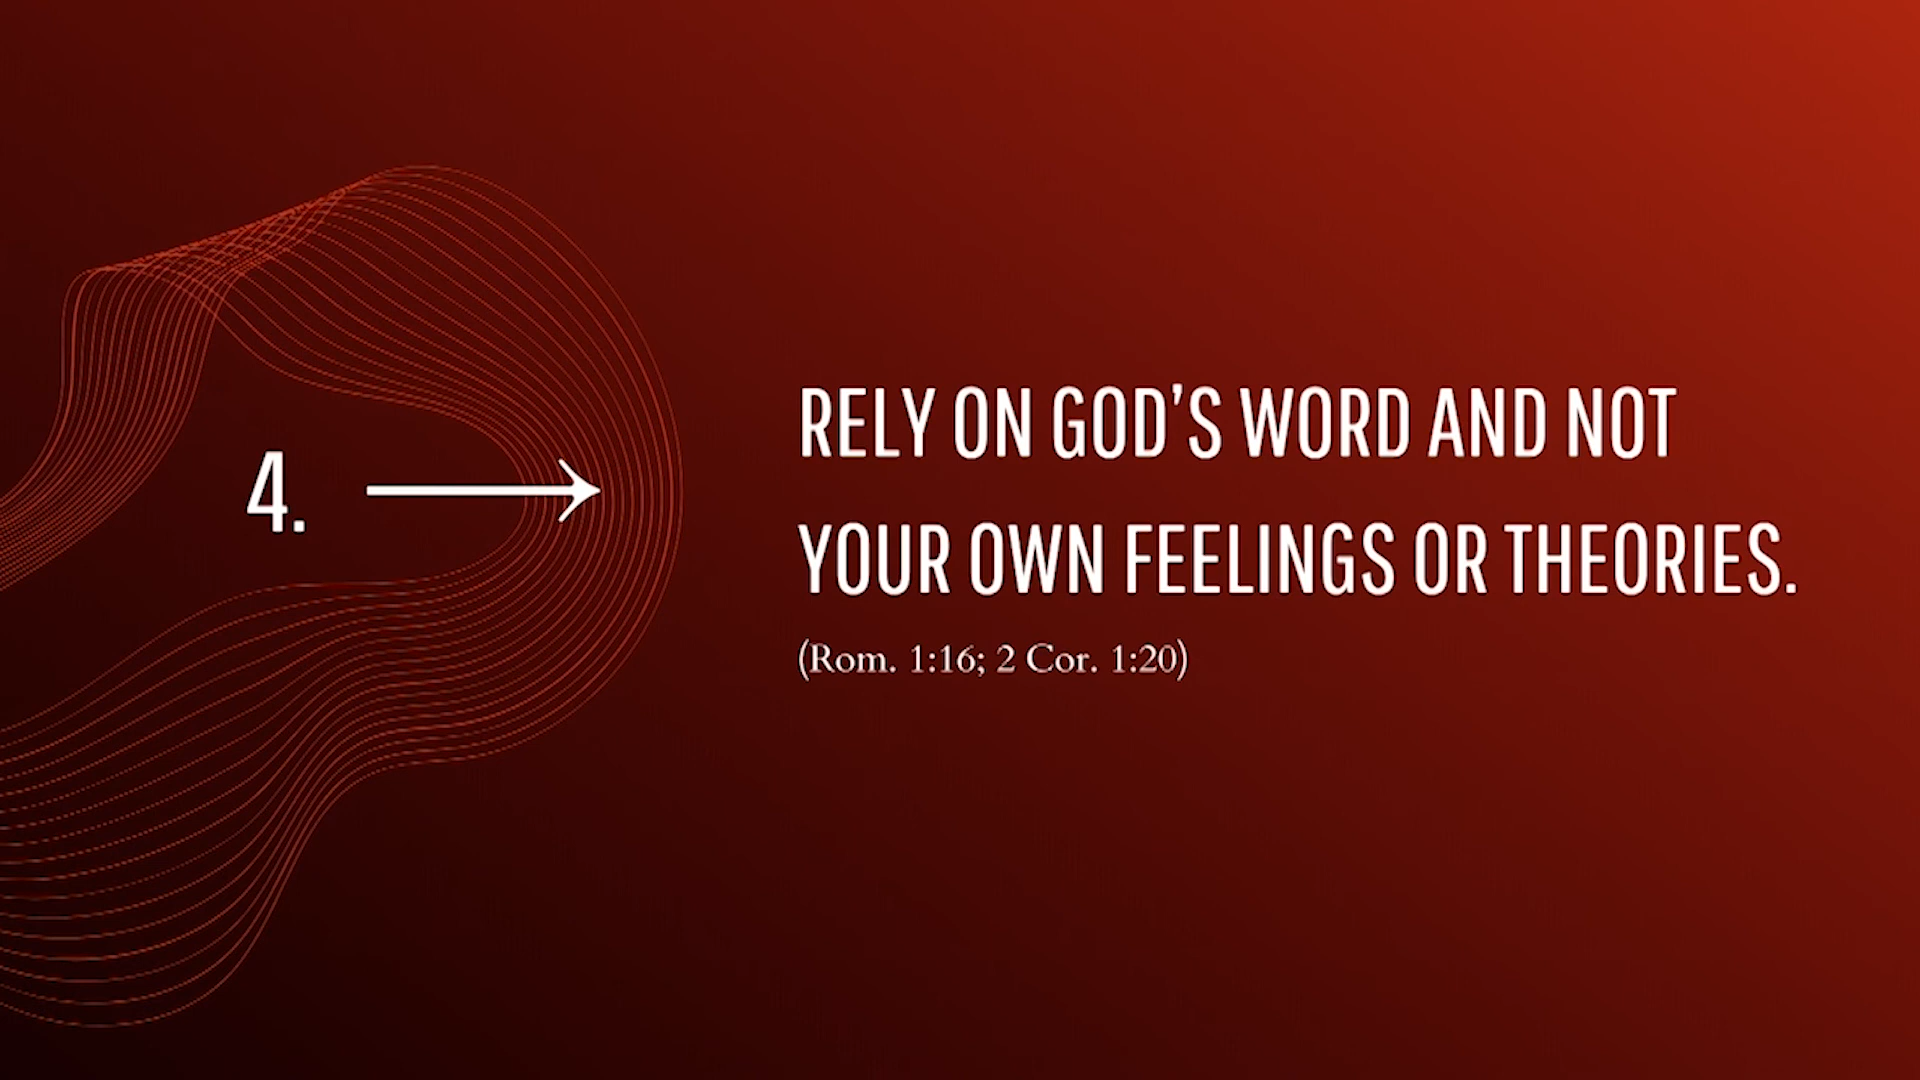 4.
RELY ON GOD’S WORD AND NOT
YOUR OWN FEELINGS OR THEORIES.
(Rom. 1:16; 2 Cor. 1:20)